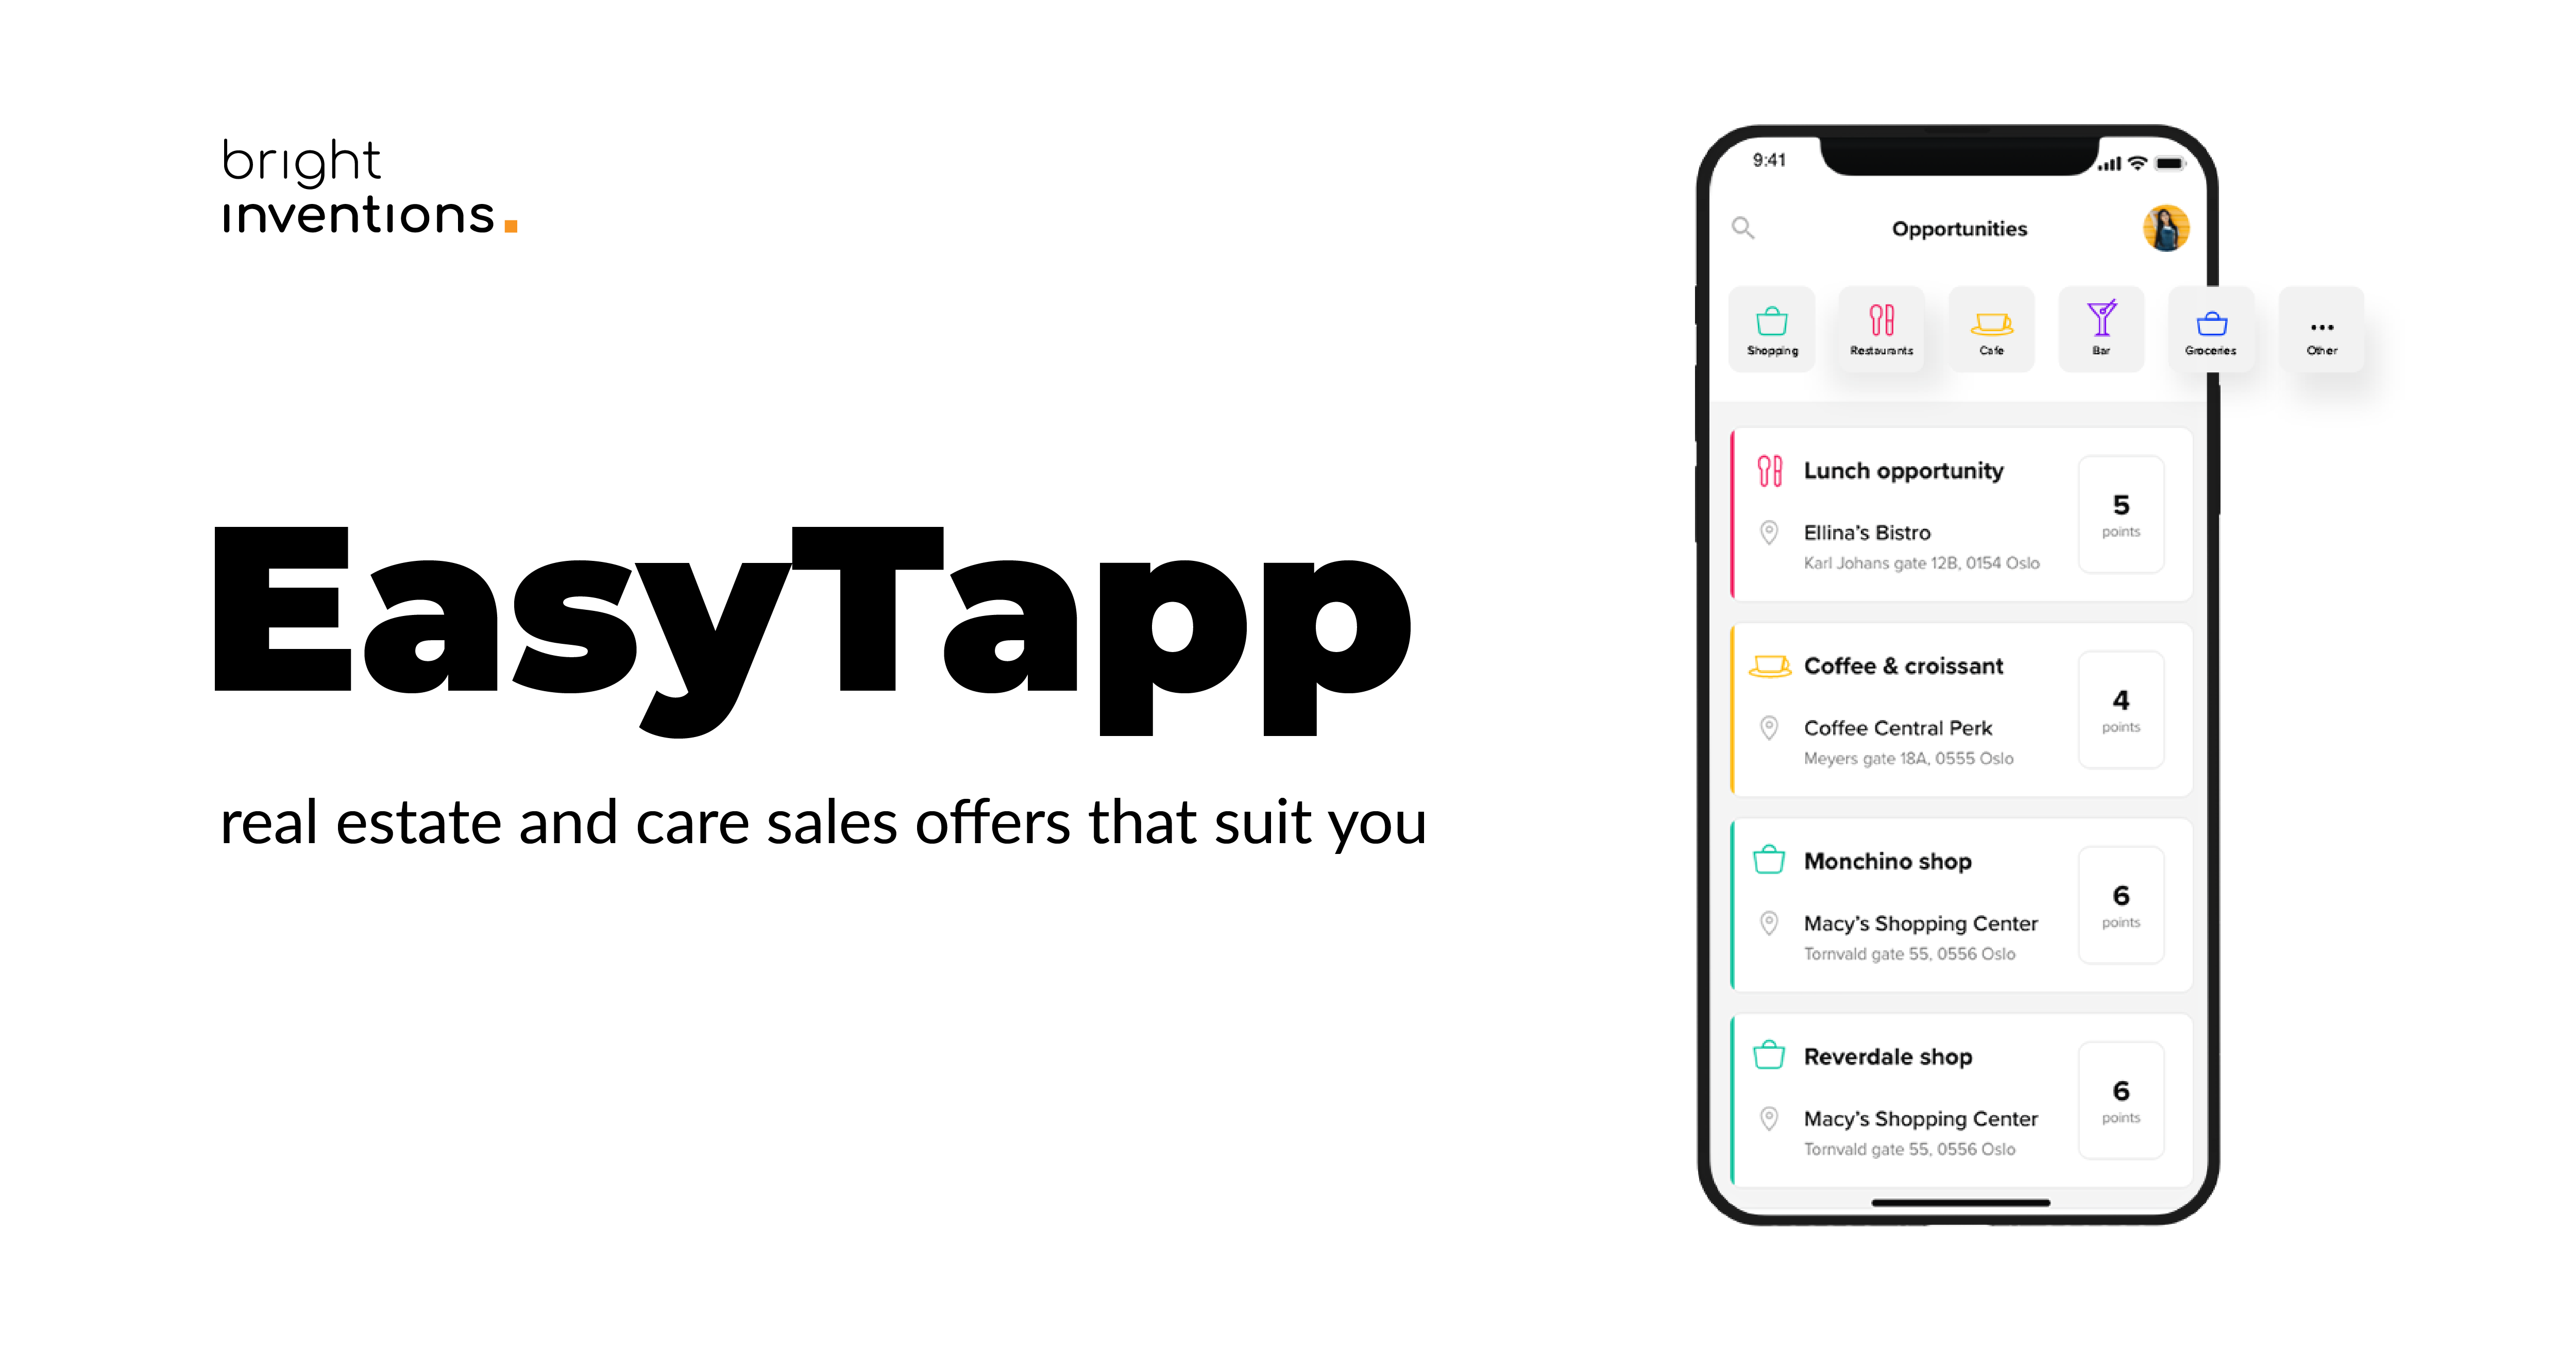 bright
inventions.
EasyTapp
real estate and care sales offers that suit you
9:41
Opportunities
Shopping
Restaurants
Cafe
Bar
Groceries
Other
Lunch opportunity
Ellina's Bistro
Karl Johans gate 12B, 0154 Oslo
5
points
Coffee & croissant
Coffee Central Perk
Meyers gate 18A, 0555 Oslo
4
points
Monchino shop
Macy's Shopping Center
Tornvald gate 55, 0556 Oslo
6
points
Reverdale shop
Macy's Shopping Center
Tornvald gate 55, 0556 Oslo
6
points